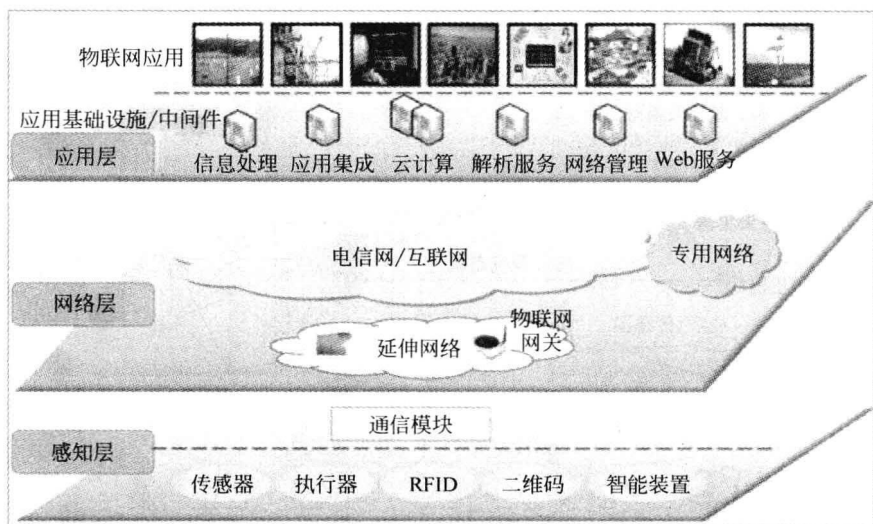 物联网应用
应用基础设施/中间件
应用层
信息处理 应用集成 云计算 解析服务 网络管理 Web服务
电信网/互联网
专用网络
网络层
物联网
延伸网络 网关
通信模块
感知层
传感器 执行器 RFID 二维码 智能装置